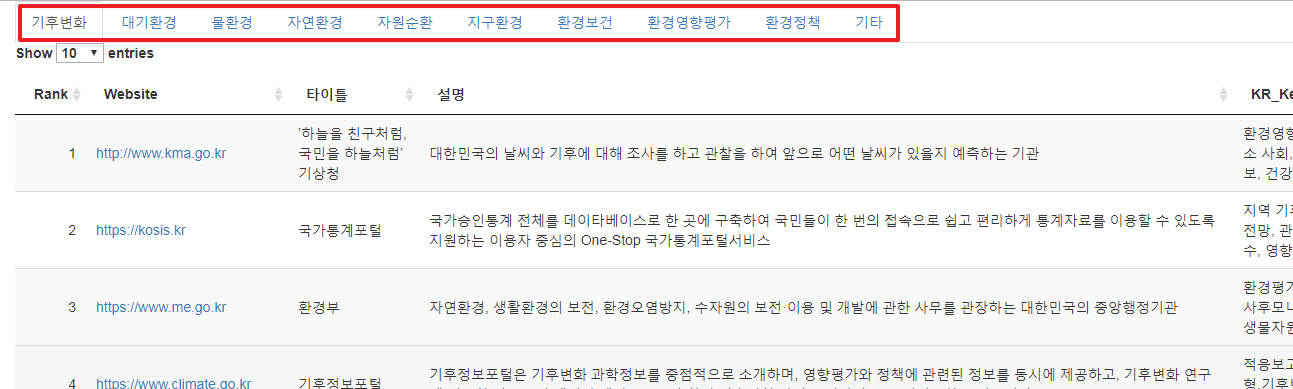 기후변화 대기환경 물환경 자연환경 자원순환 지구환경 환경보건 환경영향평가 환경정책 기타
Show 10 entries
Rank Website 타이틀 설명 KR_Ke
1 http://www.kma.go.kr
'하늘을 친구처럼,
국민을 하늘처럼'
기상청
대한민국의 날씨와 기후에 대해 조사를 하고 관찰을 하여 앞으로 어떤 날씨가 있을지 예측하는 기관
환경영향
소 사회,
보, 건강
2 https://kosis.kr 국가통계포털
국가승인통계 전체를 데이타베이스로 한 곳에 구축하여 국민들이 한 번의 접속으로 쉽고 편리하게 통계자료를 이용할 수 있도록
지원하는 이용자 중심의 One-Stop 국가통계포털서비스
지역 기후
전망, 관
수, 영향
3 https://www.me.go.kr 환경부 자연환경, 생활환경의 보전, 환경오염방지, 수자원의 보전·이용 및 개발에 관한 사무를 관장하는 대한민국의 중앙행정기관
환경평가
사후모니
생물자원
4 https://www.climate.go.kr 기후정보포털
기후정보포털은 기후변화 과학정보를 중점적으로 소개하며, 영향평가와 정책에 관련된 정보를 동시에 제공하고, 기후변화 연구
적응보고
형,기후변